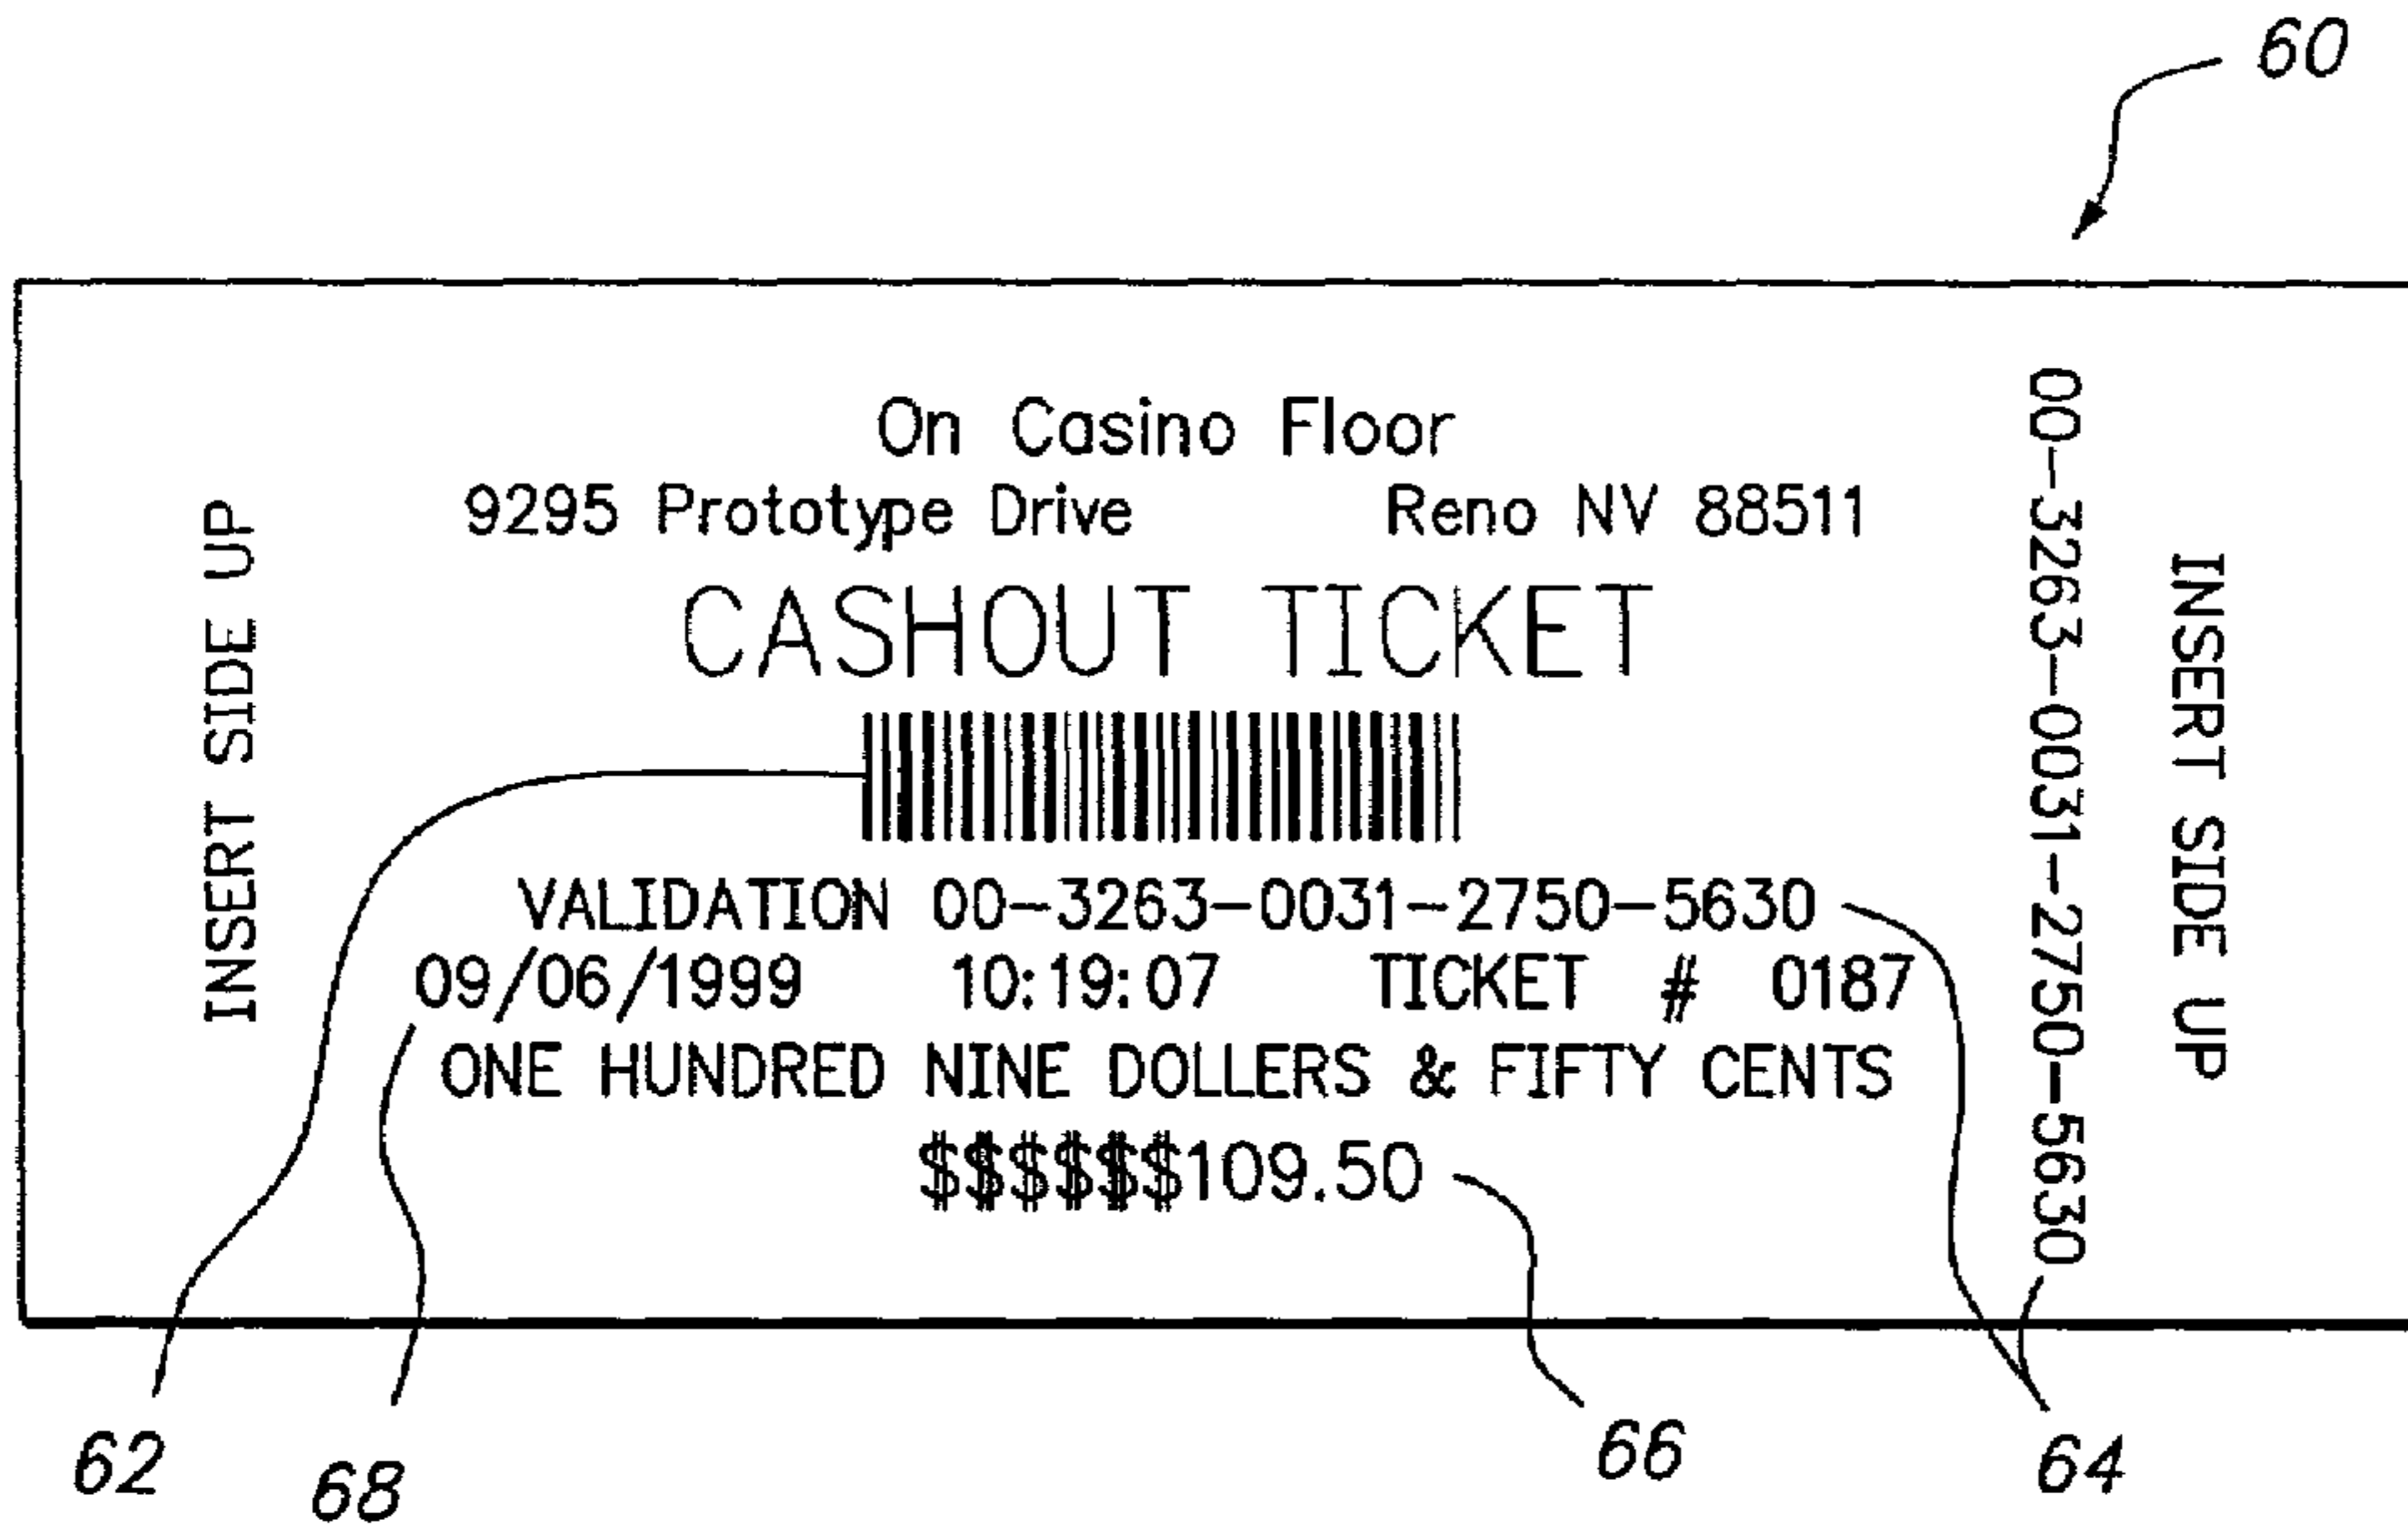 60
On Casino Floor
9295 Prototype Drive Reno NV 88511
CASHOUT TICKET
INSERT SIDE UP
VALIDATION 00-3263-0031-2750-5630
09/06/1999 10:19:07 TICKET # 0187
ONE HUNDRED NINE DOLLERS & FIFTY CENTS
$$$$$$109.50
00-3263-0031-2750-5630
INSERT SIDE UP
62
68
66
64